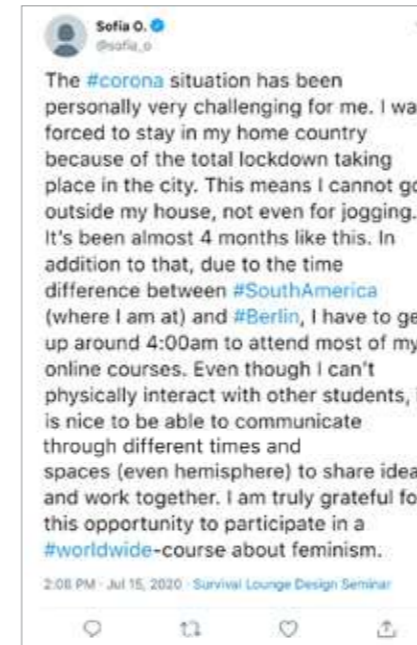 Sofia O.
@sofia_o
The #corona situation has been
personally very challenging for me. I wa
forced to stay in my home country
because of the total lockdown taking
place in the city. This means I cannot go
outside my house, not even for jogging.
It's been almost 4 months like this. In
addition to that, due to the time
difference between #SouthAmerica
(where I am at) and #Berlin, I have to ge
up around 4:00am to attend most of my
online courses. Even though I can't
physically interact with other students, i
is nice to be able to communicate
through different times and
spaces (even hemisphere) to share idea
and work together. I am truly grateful fo
this opportunity to participate in a
#worldwide-course about feminism.
2:08 PM · Jul 15, 2020 · Survival Lounge Design Seminar